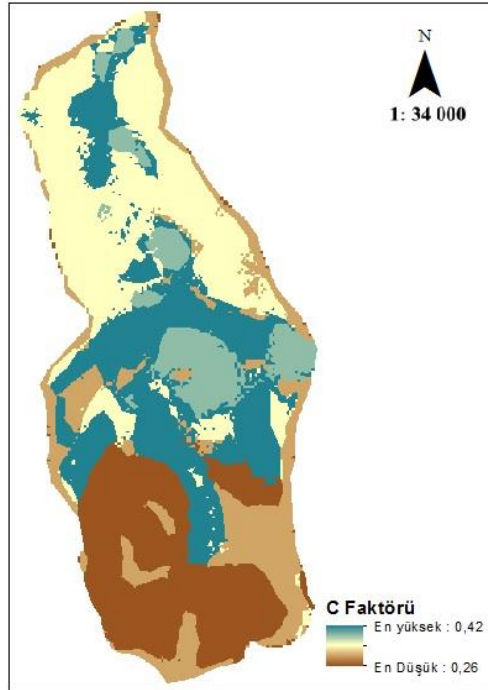 N
1: 34 000
C Faktörü
En yüksek : 0,42
En Düşük : 0,26